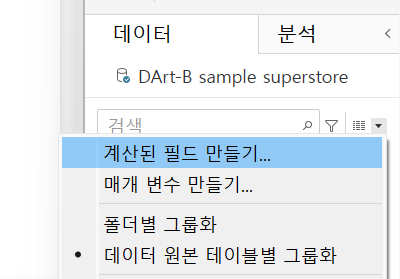 데이터 분석
DArt-B sample superstore
검색
계산된 필드 만들기...
매개 변수 만들기...
폴더별 그룹화
• 데이터 원본 테이블별 그룹화